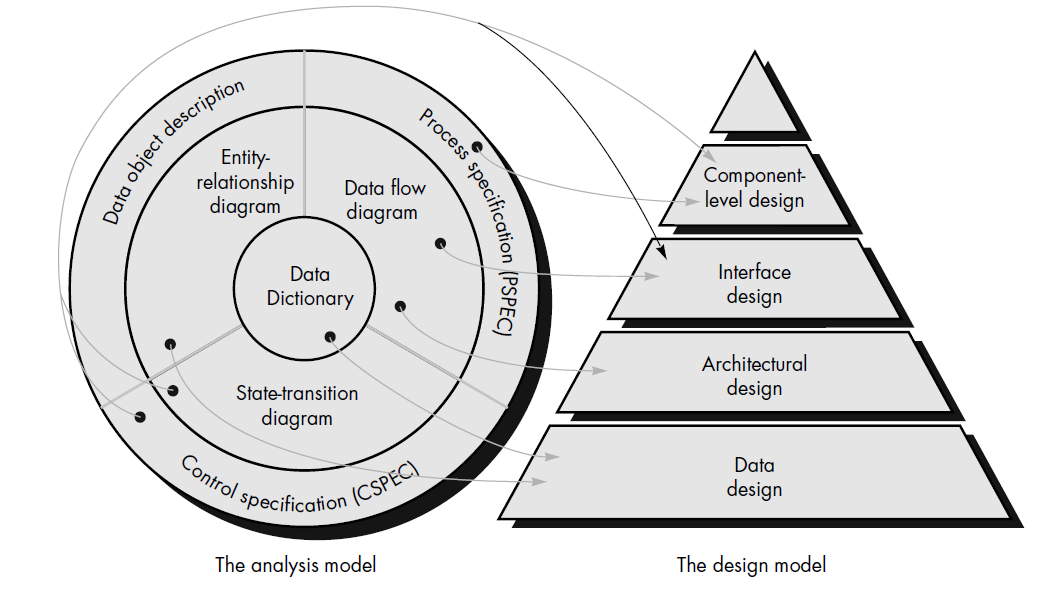 Data object description
Process specification (PSPEC)
Control specification (CSPEC)
Entity-
relationship
diagram
Data flow
diagram
Data
Dictionary
State-transition
diagram
The analysis model
Component-
level design
Interface
design
Architectural
design
Data
design
The design model